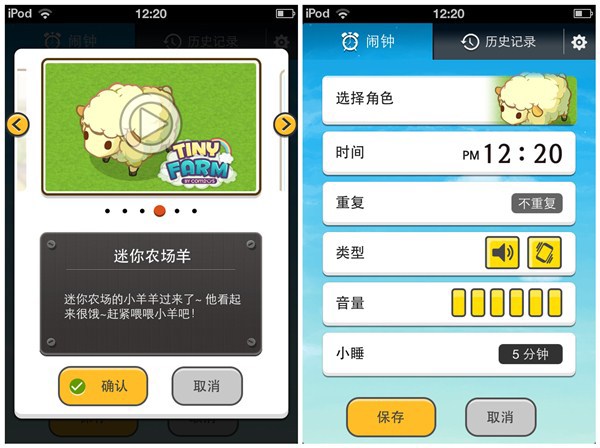 iPod 12:20
闹钟 历史记录
TINY
FARM
BY COM2US
迷你农场羊
迷你农场的小羊羊过来了~ 他看起
来很饿~赶紧喂喂小羊吧！
确认 取消
iPod 12:20
闹钟 历史记录
选择角色
时间 PM 12:20
重复 不重复
类型
音量
小睡 5 分钟
保存 取消